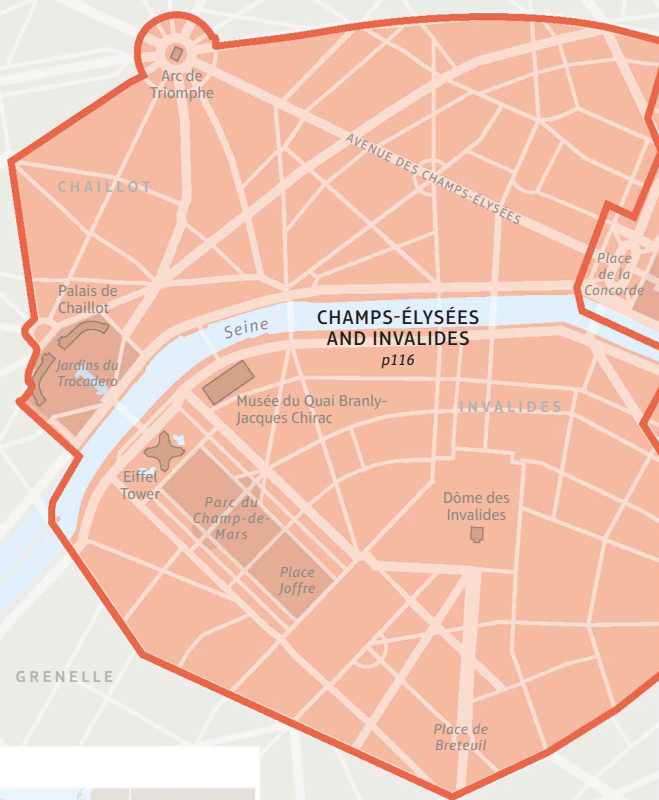 Arc de
Triomphe
AVENUE DES CHAMPS-ÉLYSÉES
CHAILLOT
Place
de la
Concorde
Palais de
Chaillot
Seine
CHAMPS-ÉLYSÉES
AND INVALIDES
p116
Jardins du
Trocadero
Musée du Quai Branly-
Jacques Chirac
INVALIDES
Eiffel
Tower
Parc du
Champ-de-
Mars
Dôme des
Invalides
Place
Joffre
GRENELLE
Place de
Breteuil